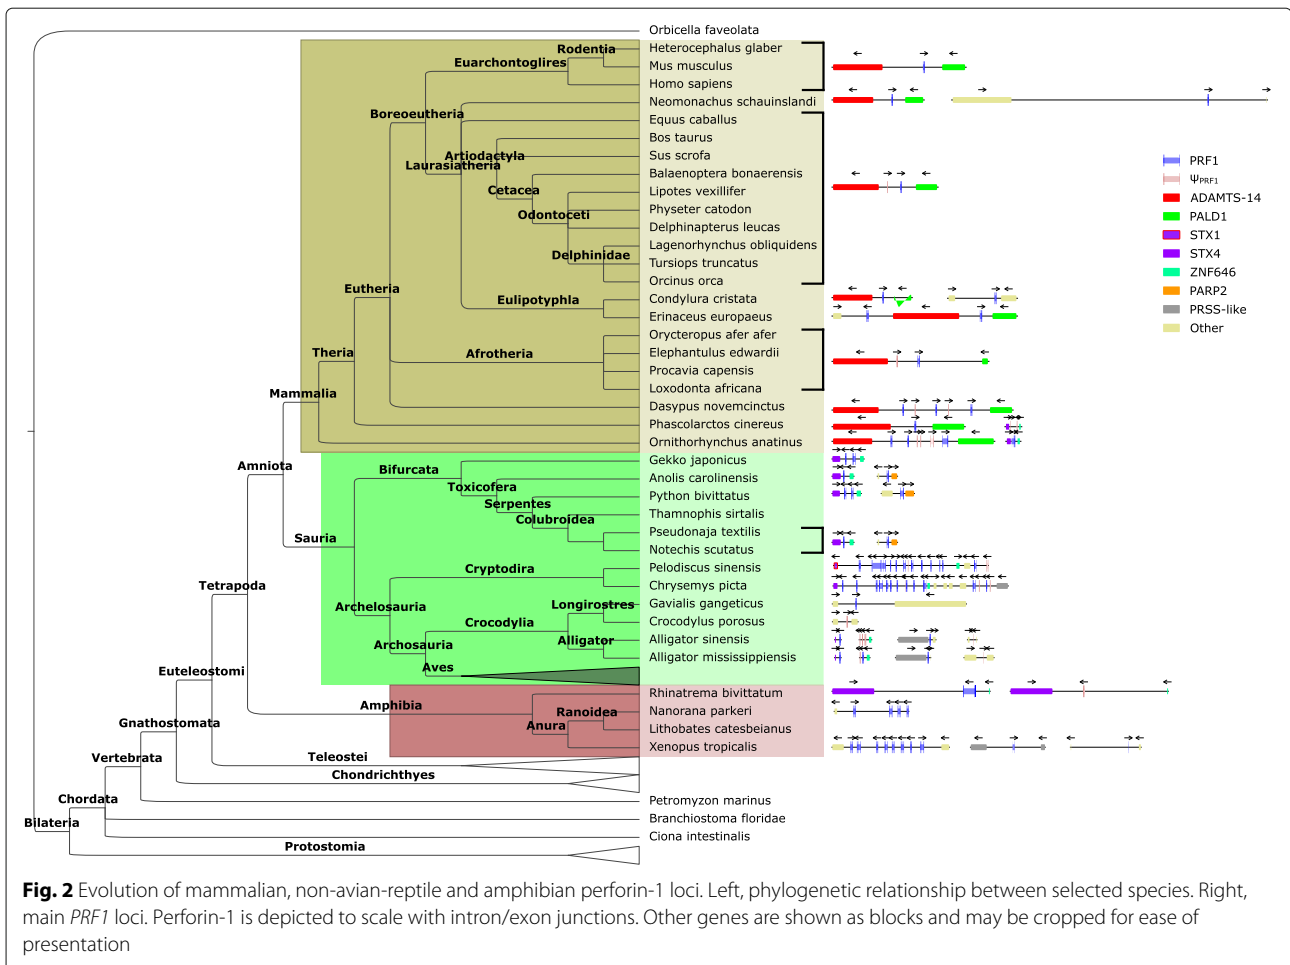 Orbicella faveolata
Heterocephalus glaber
Rodentia
Mus musculus
Euarchontoglires
Homo sapiens
Neomonachus schauinslandi
Boreoeutheria
Equus caballus
Bos taurus
Artiodactyla
Sus scrofa
Laurasiatheria
Balaenoptera bonaerensis
Cetacea
Lipotes vexillifer
Physeter catodon
Odontoceti
Delphinapterus leucas
Lagenorhynchus obliquidens
Delphinidae
Tursiops truncatus
Orcinus orca
Eutheria
Eulipotyphla
Condylura cristata
Erinaceus europaeus
Orycteropus afer afer
Theria
Afrotheria
Elephantulus edwardii
Procavia capensis
Loxodonta africana
Mammalia
Dasypus novemcinctus
Phascolarctos cinereus
Ornithorhynchus anatinus
Amniota
Gekko japonicus
Bifurcata
Anolis carolinensis
Toxicofera
Python bivittatus
Serpentes
Thamnophis sirtalis
Colubroidea
Pseudonaja textilis
Sauria
Notechis scutatus
Pelodiscus sinensis
Cryptodira
Chrysemys picta
Tetrapoda
Archelosauria
Longirostres
Gavialis gangeticus
Crocodylia
Crocodylus porosus
Archosauria
Alligator
Alligator sinensis
Alligator mississippiensis
Aves
Euteleostomi
Amphibia
Rhinatrema bivittatum
Ranoidea
Nanorana parkeri
Anura
Lithobates catesbeianus
Xenopus tropicalis
Gnathostomata
Teleostei
Vertebrata
Chondrichthyes
Chordata
Petromyzon marinus
Bilateria
Branchiostoma floridae
Ciona intestinalis
Protostomia
PRF1
ΨPRF1
ADAMTS-14
PALD1
STX1
STX4
ZNF646
PARP2
PRSS-like
Other
Fig. 2 Evolution of mammalian, non-avian-reptile and amphibian perforin-1 loci. Left, phylogenetic relationship between selected species. Right,
main PRF1 loci. Perforin-1 is depicted to scale with intron/exon junctions. Other genes are shown as blocks and may be cropped for ease of
presentation